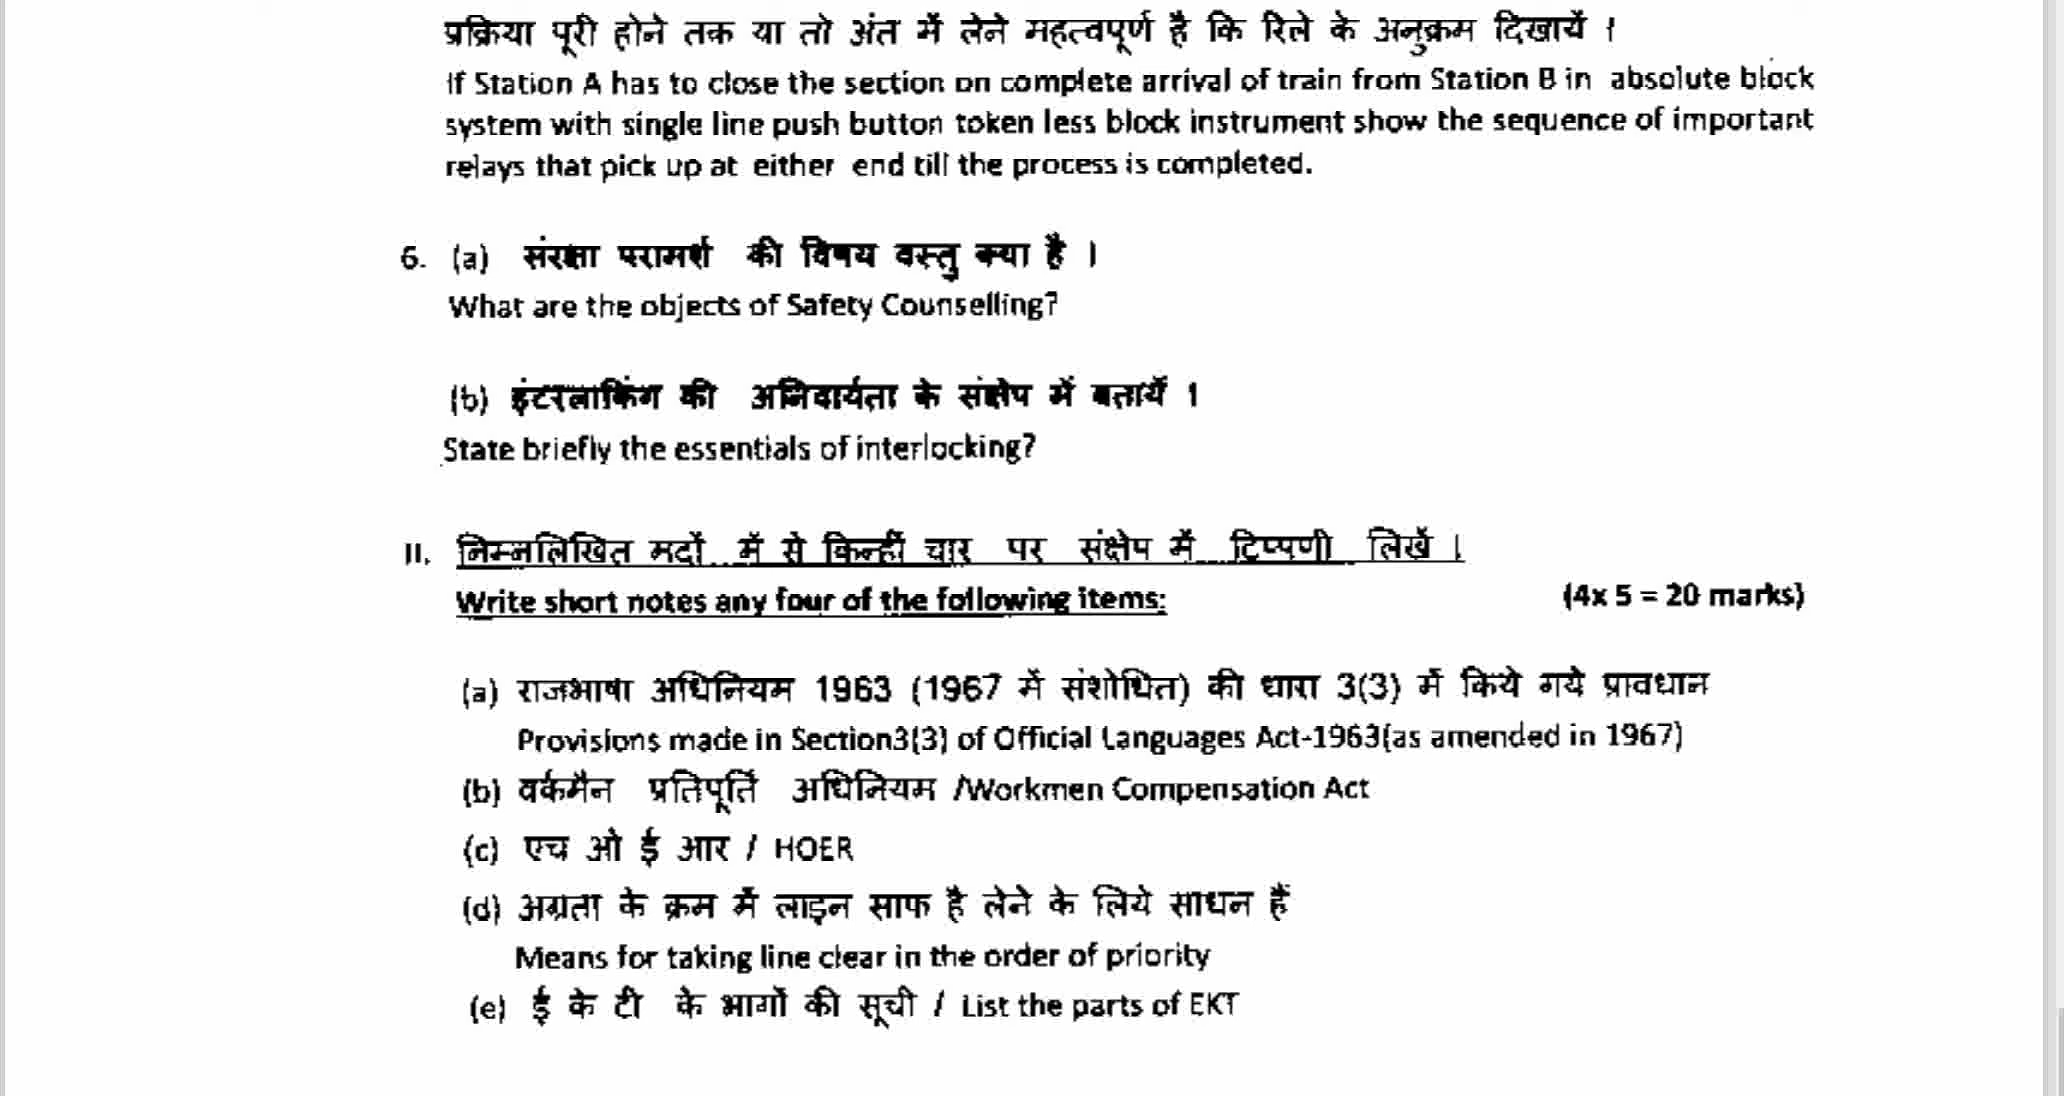 प्रक्रिया पूरी होने तक या तो अंत में लेने महत्वपूर्ण है कि रिले के अनुक्रम दिखायें ।
If Station A has to close the section on complete arrival of train from Station B in absolute block
system with single line push button token less block instrument show the sequence of important
relays that pick up at either end till the process is completed.
6. (a) संरक्षा परामर्श की विषय वस्तु क्या है ।
What are the objects of Safety Counselling?
(b) इंटरलाकिंग की अनिवार्यता के संक्षेप में बतायें ।
State briefly the essentials of interlocking?
II. निम्नलिखित मदों में से किन्हीं चार पर संक्षेप में टिप्पणी लिखें ।
Write short notes any four of the following items: (4x 5 = 20 marks)
(a) राजभाषा अधिनियम 1963 (1967 में संशोधित) की धारा 3(3) में किये गये प्रावधान
Provisions made in Section3(3) of Official Languages Act-1963(as amended in 1967)
(b) वर्कमैन प्रतिपूर्ति अधिनियम /Workmen Compensation Act
(c) एच ओ ई आर / HOER
(d) अग्रता के क्रम में लाइन साफ है लेने के लिये साधन हैं
Means for taking line clear in the order of priority
(e) ई के टी के भागों की सूची / List the parts of EKT